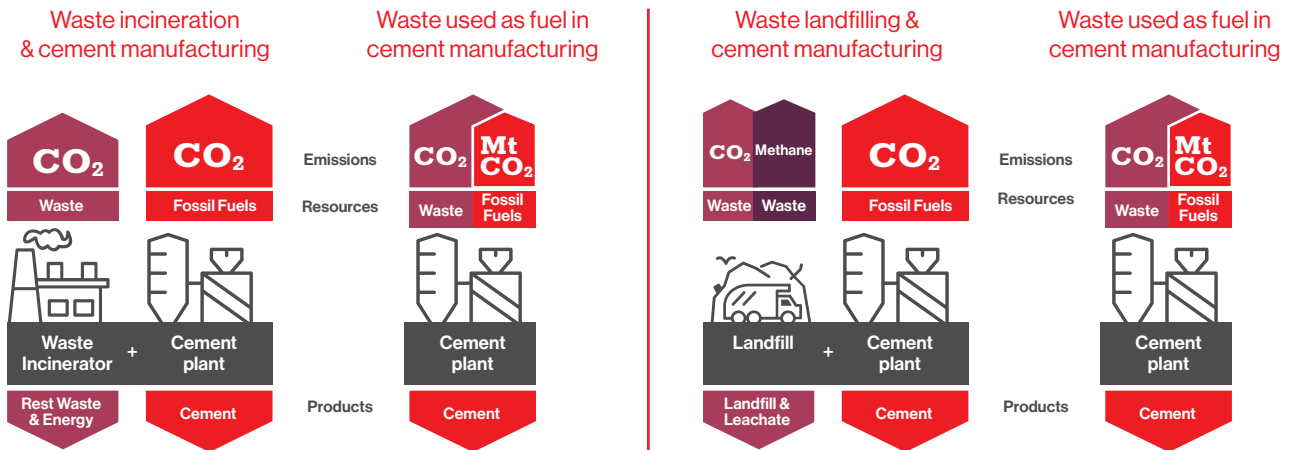 Waste incineration
& cement manufacturing
Waste used as fuel in
cement manufacturing
CO2
CO2
Emissions
CO2
Mt
CO2
Waste
Fossil Fuels
Resources
Waste
Fossil
Fuels
Waste
Incinerator
+
Cement
plant
Cement
plant
Rest Waste
& Energy
Cement
Products
Cement
Waste landfilling &
cement manufacturing
Waste used as fuel in
cement manufacturing
CO2
Methane
CO2
Emissions
CO2
Mt
CO2
Waste
Waste
Fossil Fuels
Resources
Waste
Fossil
Fuels
Landfill
+
Cement
plant
Cement
plant
Landfill &
Leachate
Cement
Products
Cement